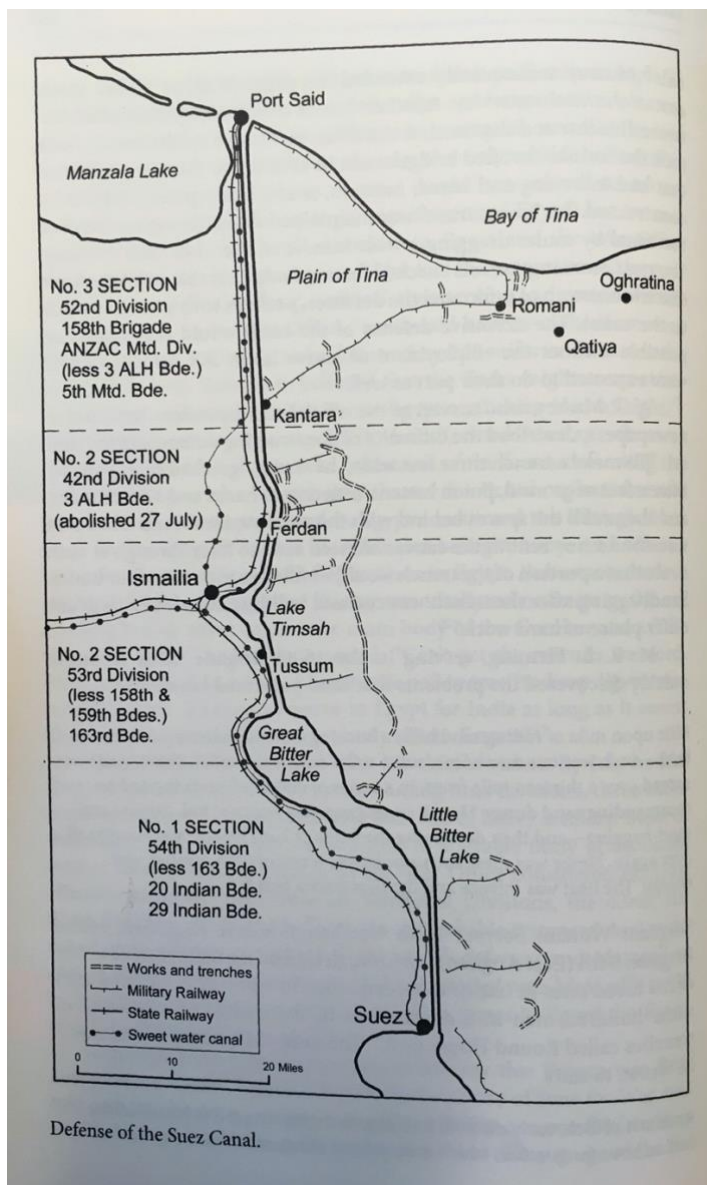 Port Said
Manzala Lake
Bay of Tina
Plain of Tina
No. 3 SECTION
52nd Division
158th Brigade
ANZAC Mtd. Div.
(less 3 ALH Bde.)
5th Mtd. Bde.
Oghratina
Romani
Qatiya
Kantara
No. 2 SECTION
42nd Division
3 ALH Bde.
(abolished 27 July)
Ferdan
Ismailia
Lake
Timsah
No. 2 SECTION
53rd Division
(less 158th &
159th Bdes.)
163rd Bde.
Tussum
Great
Bitter
Lake
Little
Bitter
Lake
No. 1 SECTION
54th Division
(less 163 Bde.)
20 Indian Bde.
29 Indian Bde.
Works and trenches
Military Railway
State Railway
Sweet water canal
Suez
0 10 20 Miles
Defense of the Suez Canal.